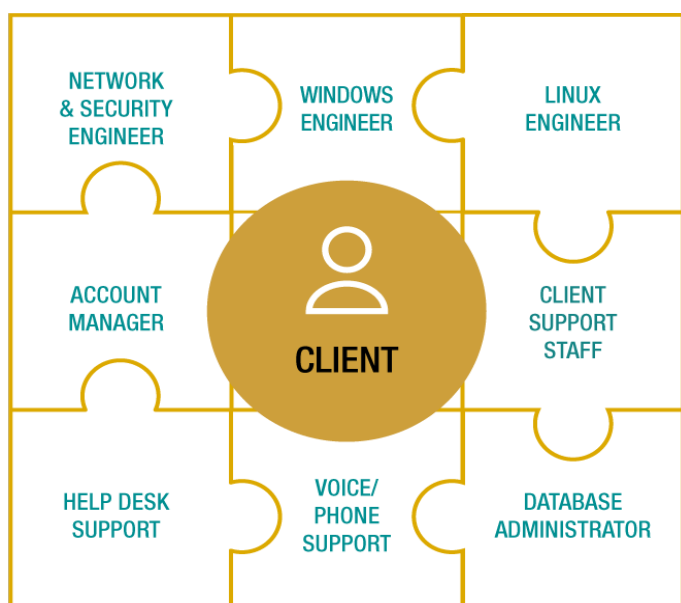 NETWORK
& SECURITY
ENGINEER
WINDOWS
ENGINEER
LINUX
ENGINEER
ACCOUNT
MANAGER
CLIENT
CLIENT
SUPPORT
STAFF
HELP DESK
SUPPORT
VOICE/
PHONE
SUPPORT
DATABASE
ADMINISTRATOR